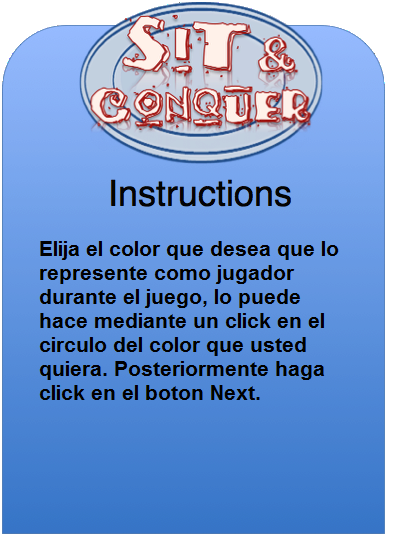 SIT &
CONQUER
Instructions
Elija el color que desea que lo
represente como jugador
durante el juego, lo puede
hace mediante un click en el
circulo del color que usted
quiera. Posteriormente haga
click en el boton Next.